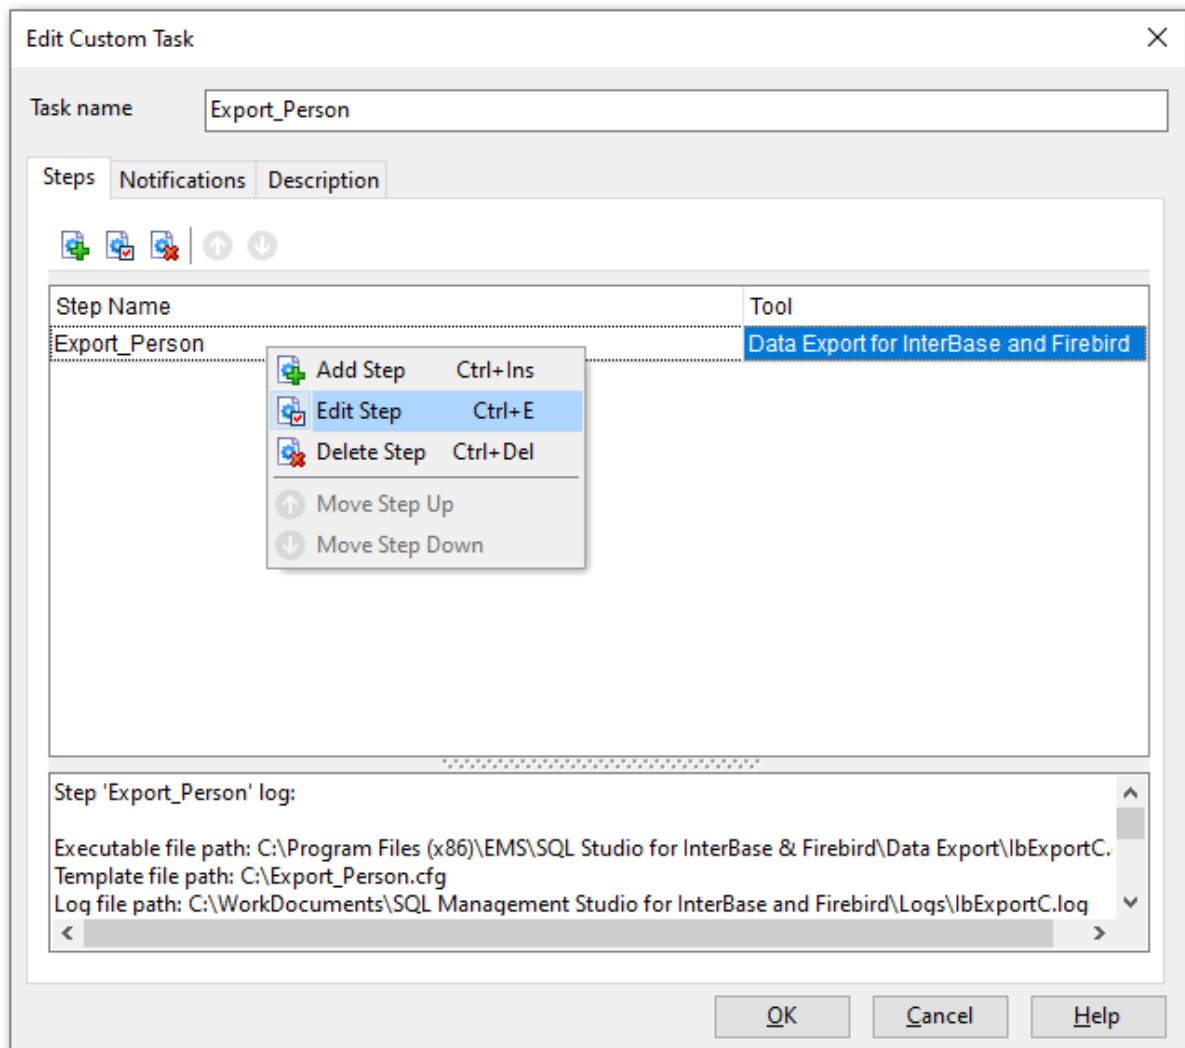 Edit Custom Task
Task name Export_Person
Steps Notifications Description
Step Name Tool
Export_Person Data Export for InterBase and Firebird
Add Step Ctrl+Ins
Edit Step Ctrl+E
Delete Step Ctrl+Del
Move Step Up
Move Step Down
Step 'Export_Person' log:
Executable file path: C:\Program Files (x86)\EMS\SQL Studio for InterBase & Firebird\Data Export\IbExportC.
Template file path: C:\Export_Person.cfg
Log file path: C:\WorkDocuments\SQL Management Studio for InterBase and Firebird\Logs\IbExportC.log
OK Cancel Help